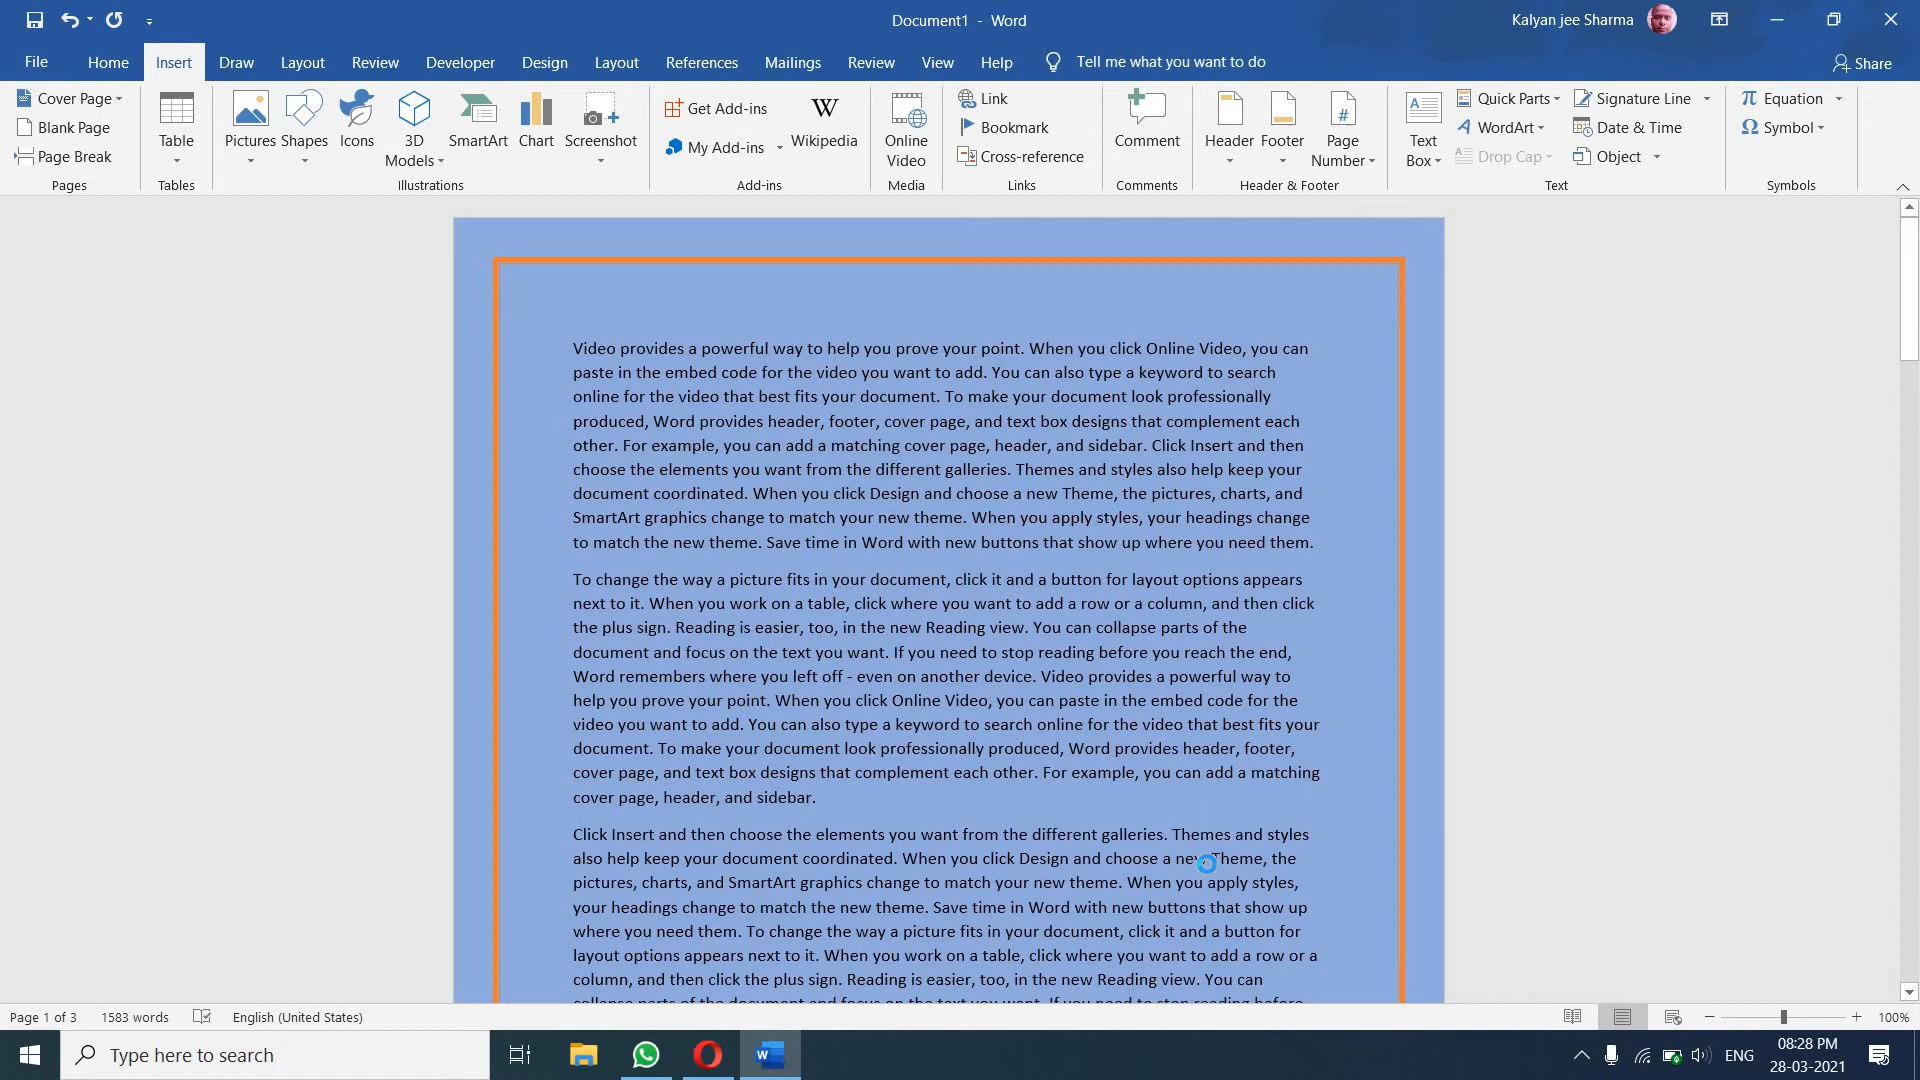 Document1 - Word
Kalyan jee Sharma
File Home Insert Draw Layout Review Developer Design Layout References Mailings Review View Help Tell me what you want to do Share
Cover Page
Blank Page
Page Break
Pages
Table
Tables
Pictures Shapes Icons 3D Models SmartArt Chart Screenshot
Illustrations
Get Add-ins
My Add-ins
W
Wikipedia
Add-ins
Online
Video
Media
Link
Bookmark
Cross-reference
Links
Comment
Comments
Header Footer Page
Number
Header & Footer
Text
Box
Quick Parts
WordArt
Drop Cap
Signature Line
Date & Time
Object
Text
Equation
Symbol
Symbols
Video provides a powerful way to help you prove your point. When you click Online Video, you can
paste in the embed code for the video you want to add. You can also type a keyword to search
online for the video that best fits your document. To make your document look professionally
produced, Word provides header, footer, cover page, and text box designs that complement each
other. For example, you can add a matching cover page, header, and sidebar. Click Insert and then
choose the elements you want from the different galleries. Themes and styles also help keep your
document coordinated. When you click Design and choose a new Theme, the pictures, charts, and
SmartArt graphics change to match your new theme. When you apply styles, your headings change
to match the new theme. Save time in Word with new buttons that show up where you need them.
To change the way a picture fits in your document, click it and a button for layout options appears
next to it. When you work on a table, click where you want to add a row or a column, and then click
the plus sign. Reading is easier, too, in the new Reading view. You can collapse parts of the
document and focus on the text you want. If you need to stop reading before you reach the end,
Word remembers where you left off - even on another device. Video provides a powerful way to
help you prove your point. When you click Online Video, you can paste in the embed code for the
video you want to add. You can also type a keyword to search online for the video that best fits your
document. To make your document look professionally produced, Word provides header, footer,
cover page, and text box designs that complement each other. For example, you can add a matching
cover page, header, and sidebar.
Click Insert and then choose the elements you want from the different galleries. Themes and styles
also help keep your document coordinated. When you click Design and choose a new Theme, the
pictures, charts, and SmartArt graphics change to match your new theme. When you apply styles,
your headings change to match the new theme. Save time in Word with new buttons that show up
where you need them. To change the way a picture fits in your document, click it and a button for
layout options appears next to it. When you work on a table, click where you want to add a row or a
column, and then click the plus sign. Reading is easier, too, in the new Reading view. You can
collapse parts of the document and focus on the text you want. If you need to stop reading before
Page 1 of 3 1583 words English (United States) 100%
Type here to search
ENG
08:28 PM
28-03-2021